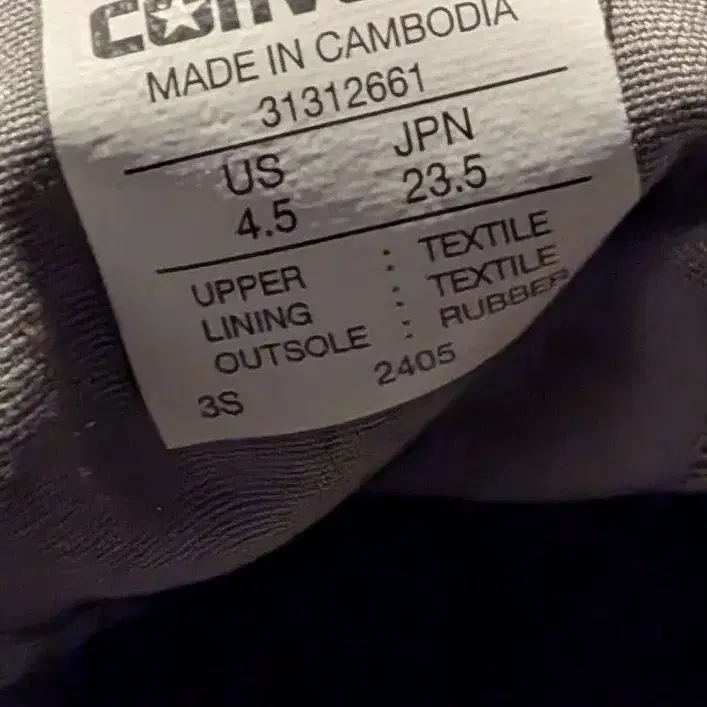 MADE IN CAMBODIA
31312661
US JPN
4.5 23.5
UPPER : TEXTILE
LINING : TEXTILE
OUTSOLE : RUBBER
3S 2405